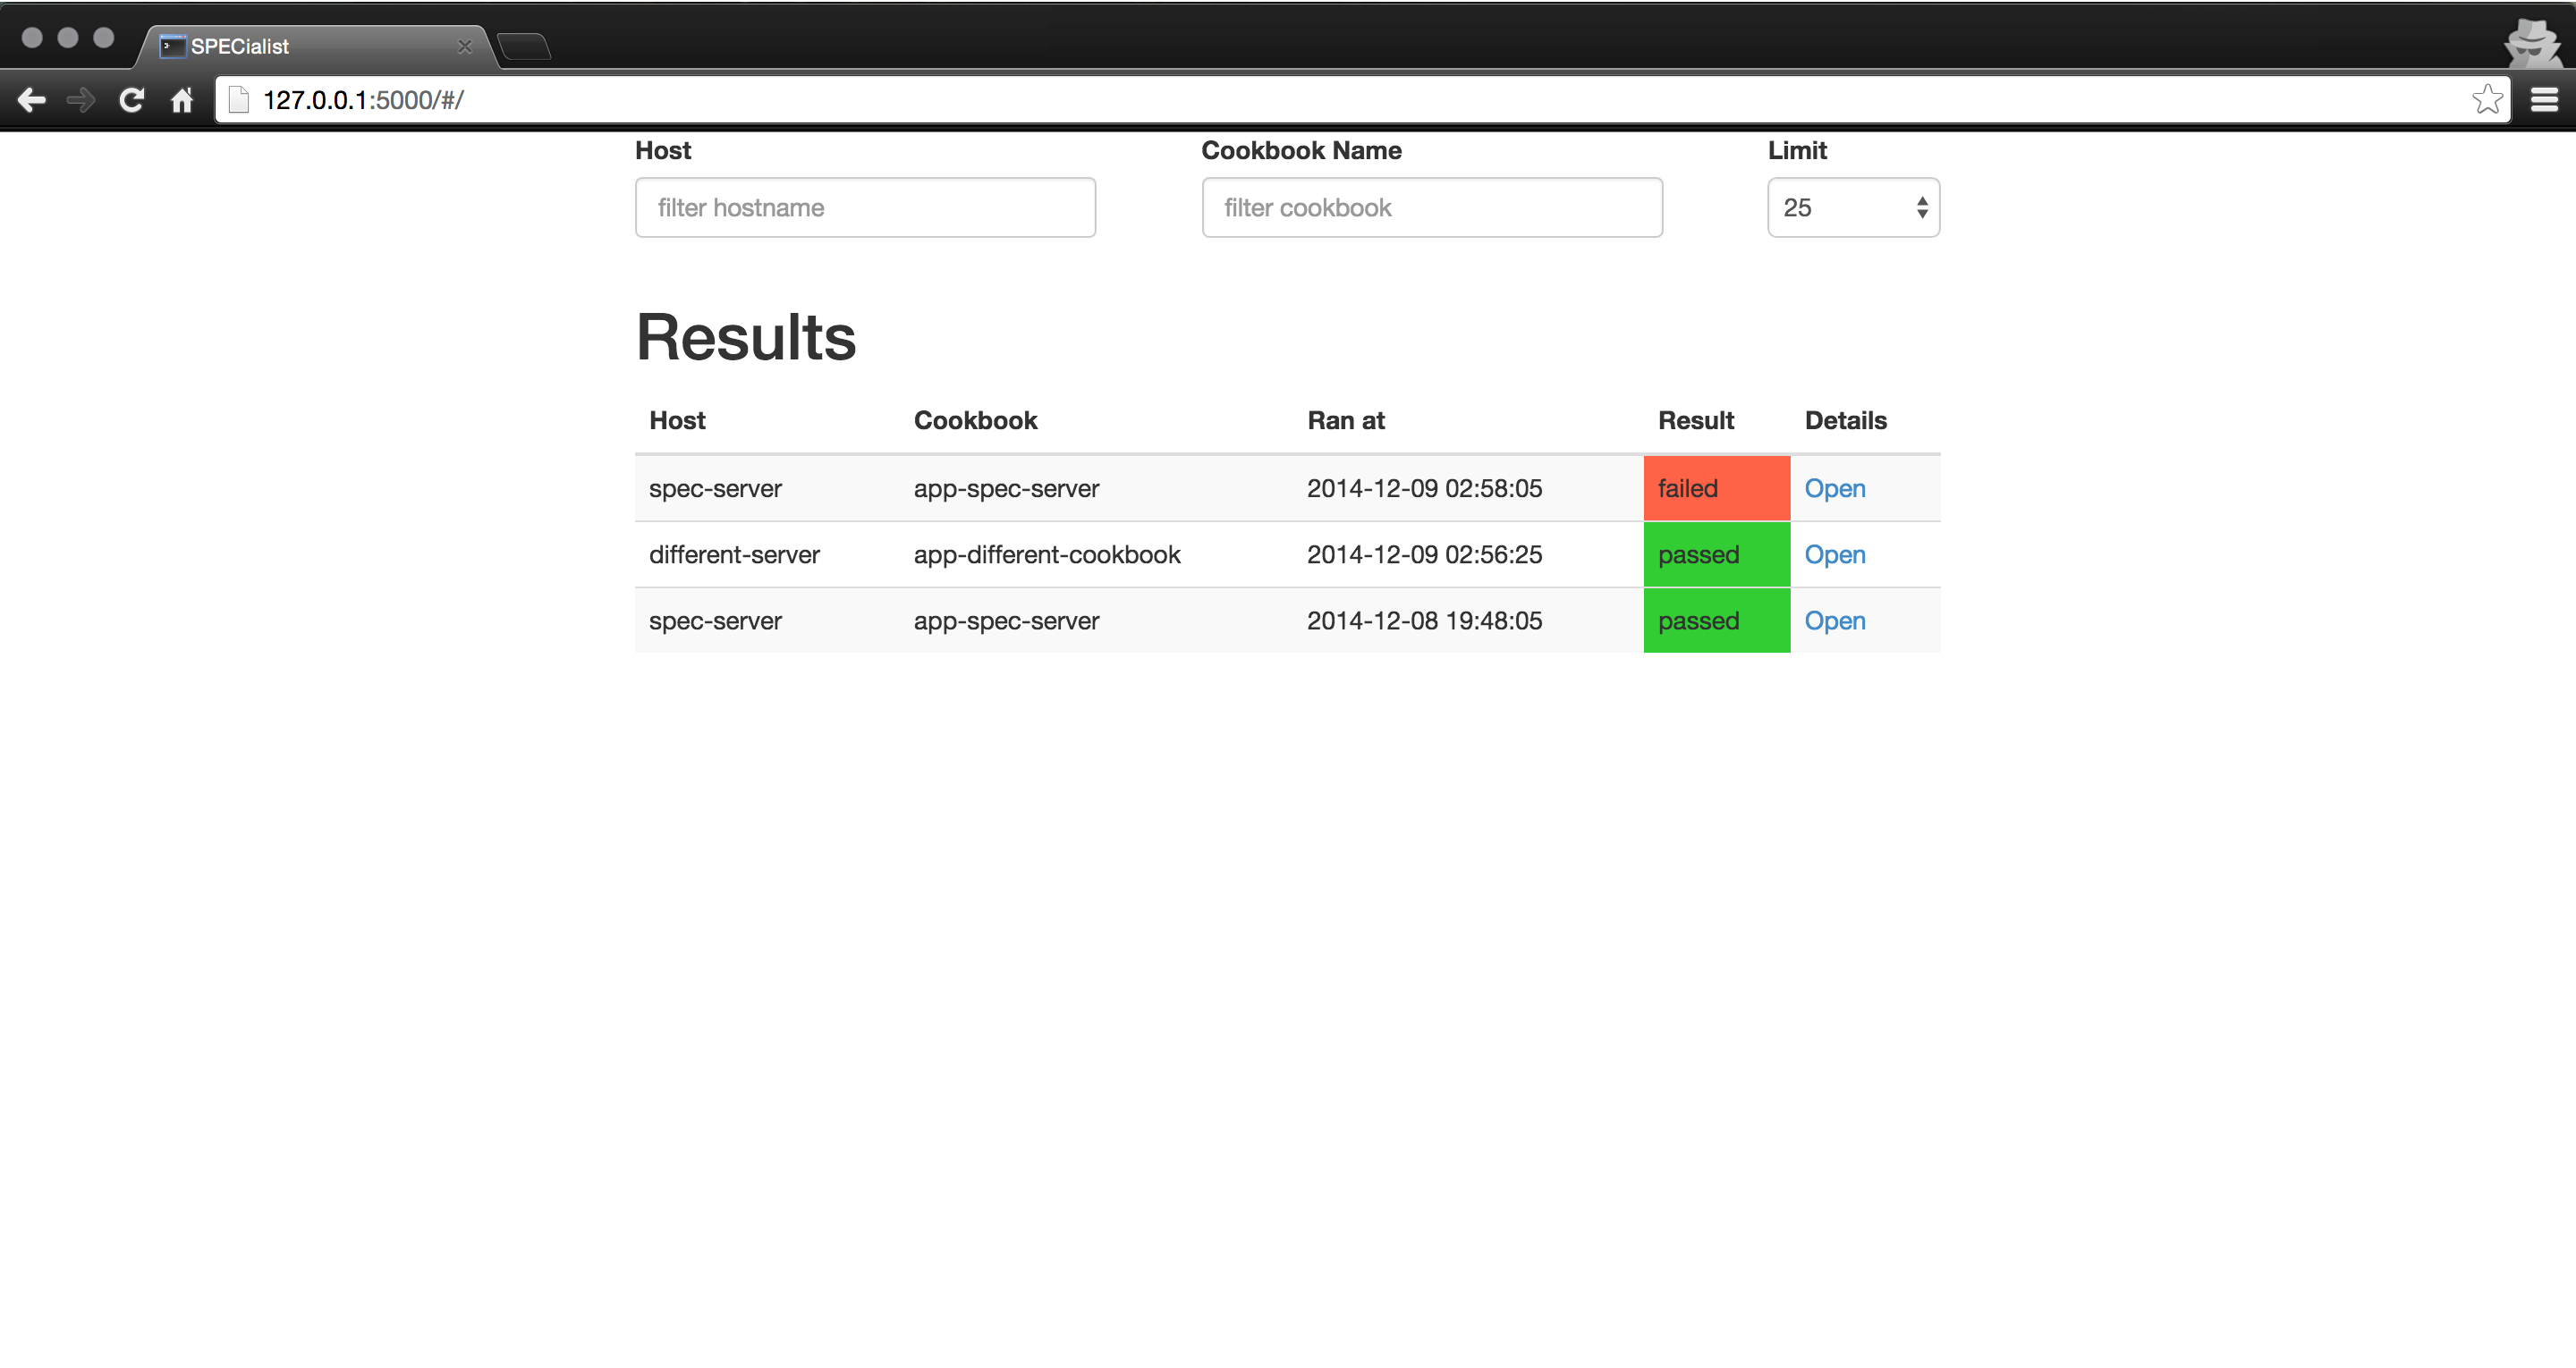 SPECialist
127.0.0.1:5000/#/
Host Cookbook Name Limit
filter hostname filter cookbook 25
Results
Host Cookbook Ran at Result Details
spec-server app-spec-server 2014-12-09 02:58:05 failed Open
different-server app-different-cookbook 2014-12-09 02:56:25 passed Open
spec-server app-spec-server 2014-12-08 19:48:05 passed Open